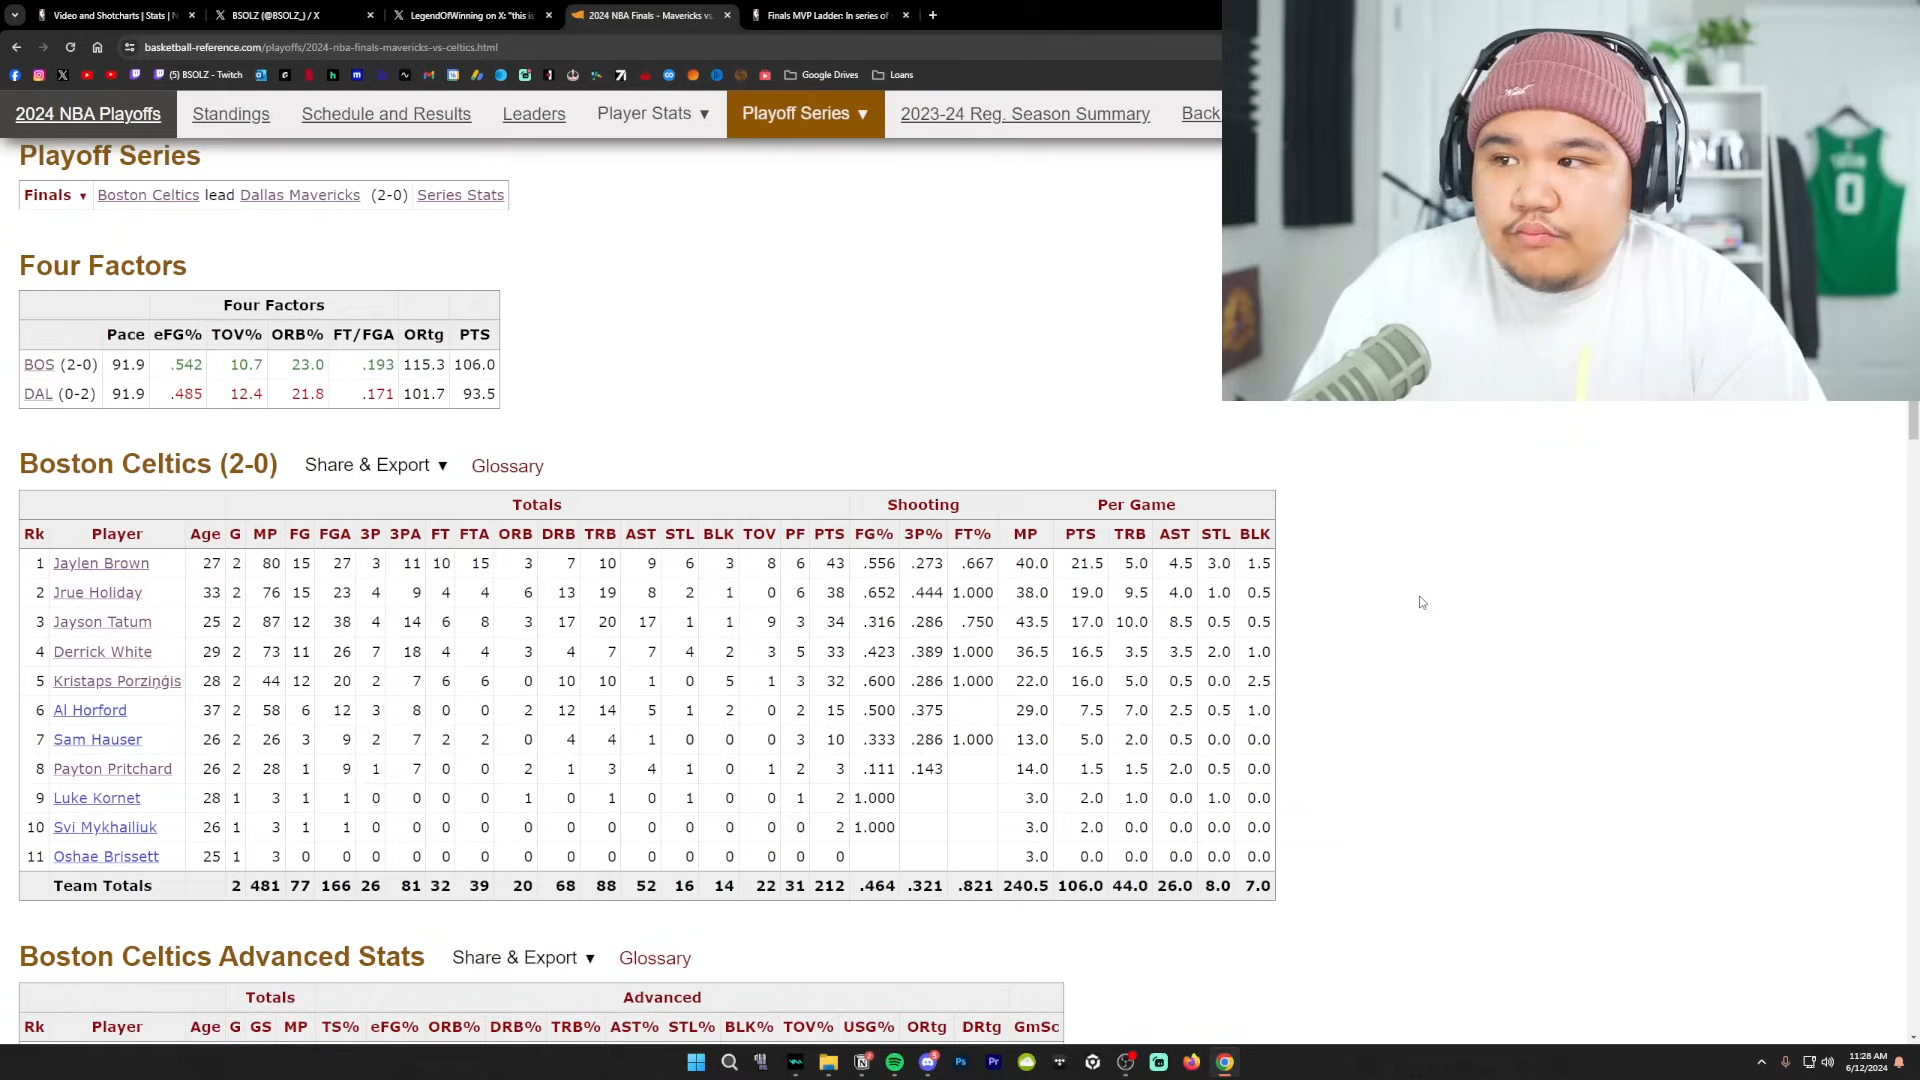 Video and Shotcharts | Stats | N
BSOLZ (@BSOLZ_) / X
LegendOfWinning on X: "this is
2024 NBA Finals - Mavericks vs.
Finals MVP Ladder: In series of
basketball-reference.com/playoffs/2024-nba-finals-mavericks-vs-celtics.html
(5) BSOLZ - Twitch
Google Drives
Loans
2024 NBA Playoffs Standings Schedule and Results Leaders Player Stats ▼ Playoff Series ▼ 2023-24 Reg. Season Summary Back
Playoff Series
Finals ▼ Boston Celtics lead Dallas Mavericks (2-0) Series Stats
Four Factors
Four Factors
Pace eFG% TOV% ORB% FT/FGA ORtg PTS
BOS (2-0) 91.9 .542 10.7 23.0 .193 115.3 106.0
DAL (0-2) 91.9 .485 12.4 21.8 .171 101.7 93.5
Boston Celtics (2-0) Share & Export ▼ Glossary
Totals Shooting Per Game
Rk Player Age G MP FG FGA 3P 3PA FT FTA ORB DRB TRB AST STL BLK TOV PF PTS FG% 3P% FT% MP PTS TRB AST STL BLK
1 Jaylen Brown 27 2 80 15 27 3 11 10 15 3 7 10 9 6 3 8 6 43 .556 .273 .667 40.0 21.5 5.0 4.5 3.0 1.5
2 Jrue Holiday 33 2 76 15 23 4 9 4 4 6 13 19 8 2 1 0 6 38 .652 .444 1.000 38.0 19.0 9.5 4.0 1.0 0.5
3 Jayson Tatum 25 2 87 12 38 4 14 6 8 3 17 20 17 1 1 9 3 34 .316 .286 .750 43.5 17.0 10.0 8.5 0.5 0.5
4 Derrick White 29 2 73 11 26 7 18 4 4 3 4 7 7 4 2 3 5 33 .423 .389 1.000 36.5 16.5 3.5 3.5 2.0 1.0
5 Kristaps Porziņģis 28 2 44 12 20 2 7 6 6 0 10 10 1 0 5 1 3 32 .600 .286 1.000 22.0 16.0 5.0 0.5 0.0 2.5
6 Al Horford 37 2 58 6 12 3 8 0 0 2 12 14 5 1 2 0 2 15 .500 .375 29.0 7.5 7.0 2.5 0.5 1.0
7 Sam Hauser 26 2 26 3 9 2 7 2 2 0 4 4 1 0 0 0 3 10 .333 .286 1.000 13.0 5.0 2.0 0.5 0.0 0.0
8 Payton Pritchard 26 2 28 1 9 1 7 0 0 2 1 3 4 1 0 1 2 3 .111 .143 14.0 1.5 1.5 2.0 0.5 0.0
9 Luke Kornet 28 1 3 1 1 0 0 0 0 1 0 1 0 1 0 0 1 2 1.000 3.0 2.0 1.0 0.0 1.0 0.0
10 Svi Mykhailiuk 26 1 3 1 1 0 0 0 0 0 0 0 0 0 0 0 0 2 1.000 3.0 2.0 0.0 0.0 0.0 0.0
11 Oshae Brissett 25 1 3 0 0 0 0 0 0 0 0 0 0 0 0 0 0 0 3.0 0.0 0.0 0.0 0.0 0.0
Team Totals 2 481 77 166 26 81 32 39 20 68 88 52 16 14 22 31 212 .464 .321 .821 240.5 106.0 44.0 26.0 8.0 7.0
Boston Celtics Advanced Stats Share & Export ▼ Glossary
Totals Advanced
Rk Player Age G GS MP TS% eFG% ORB% DRB% TRB% AST% STL% BLK% TOV% USG% ORtg DRtg GmSc
0
11:28 AM
6/12/2024